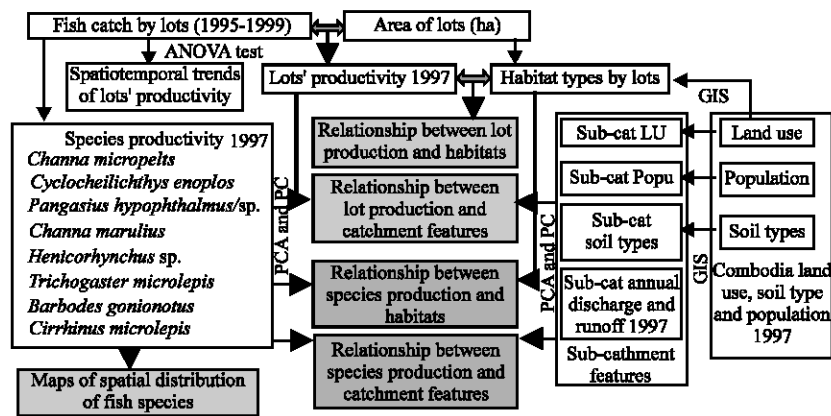 Fish catch by lots (1995-1999)
Area of lots (ha)
ANOVA test
Spatiotemporal trends
of lots' productivity
Lots' productivity 1997
Habitat types by lots
GIS
Species productivity 1997
Channa micropelts
Cyclocheilichthys enoplos
Pangasius hypophthalmus/sp.
Channa marulius
Henicorhynchus sp.
Trichogaster microlepis
Barbodes gonionotus
Cirrhinus microlepis
PCA and PC
Relationship between lot
production and habitats
Relationship between
lot production and
catchment features
Relationship between
species production and
habitats
Relationship between
species production and
catchment features
PCA and PC
Sub-cat LU
Sub-cat Popu
Sub-cat
soil types
Sub-cat annual
discharge and
runoff 1997
Sub-cathment
features
GIS
Land use
Population
Soil types
Combodia land
use, soil type
and population
1997
Maps of spatial distribution
of fish species